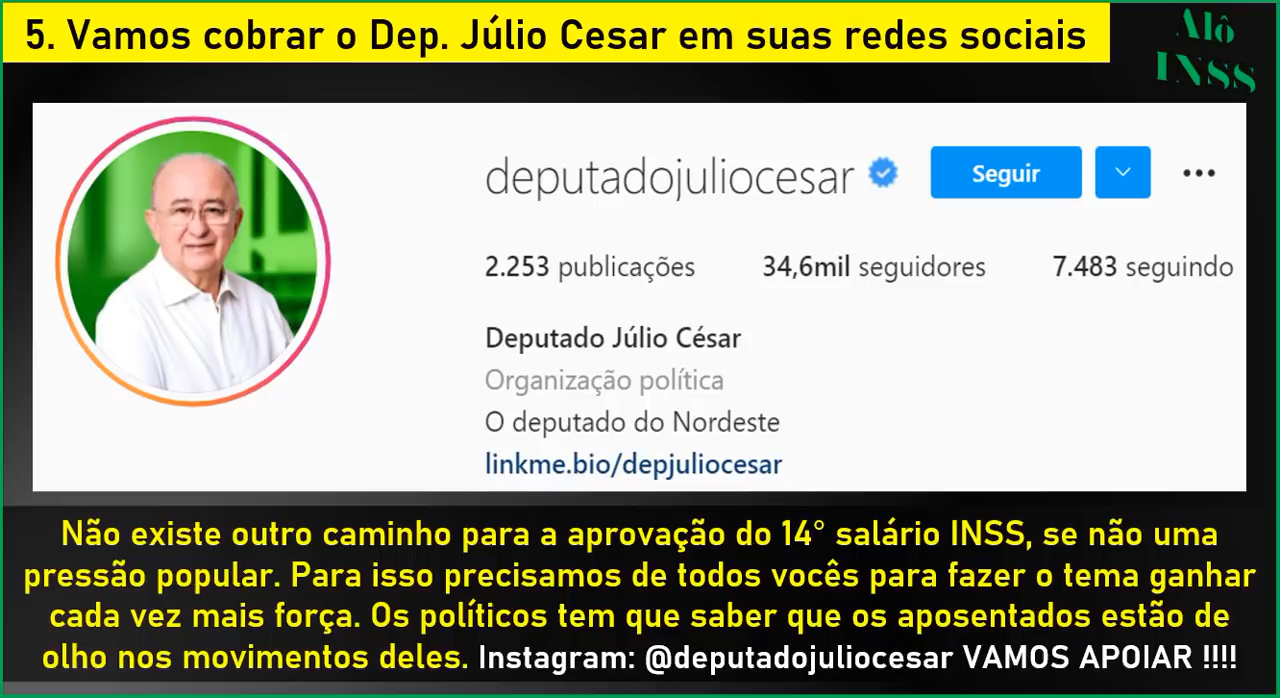 5. Vamos cobrar o Dep. Júlio Cesar em suas redes sociais
Alô
INSS
deputadojuliocesar
Seguir
2.253 publicações 34,6mil seguidores 7.483 seguindo
Deputado Júlio César
Organização política
O deputado do Nordeste
linkme.bio/depjuliocesar
Não existe outro caminho para a aprovação do 14° salário INSS, se não uma
pressão popular. Para isso precisamos de todos vocês para fazer o tema ganhar
cada vez mais força. Os políticos tem que saber que os aposentados estão de
olho nos movimentos deles. Instagram: @deputadojuliocesar VAMOS APOIAR !!!!